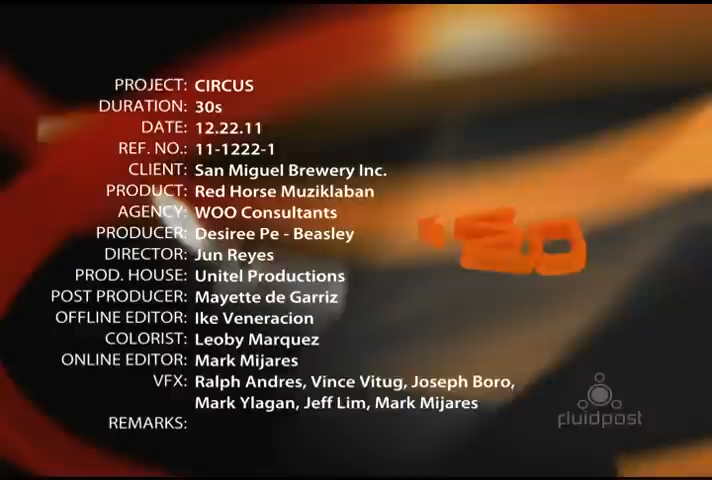 PROJECT: CIRCUS
DURATION: 30s
DATE: 12.22.11
REF. NO.: 11-1222-1
CLIENT: San Miguel Brewery Inc.
PRODUCT: Red Horse Muziklaban
AGENCY: WOO Consultants
PRODUCER: Desiree Pe - Beasley
DIRECTOR: Jun Reyes
PROD. HOUSE: Unitel Productions
POST PRODUCER: Mayette de Garriz
OFFLINE EDITOR: Ike Veneracion
COLORIST: Leoby Marquez
ONLINE EDITOR: Mark Mijares
VFX: Ralph Andres, Vince Vitug, Joseph Boro,
Mark Ylagan, Jeff Lim, Mark Mijares
REMARKS:
fluidpost